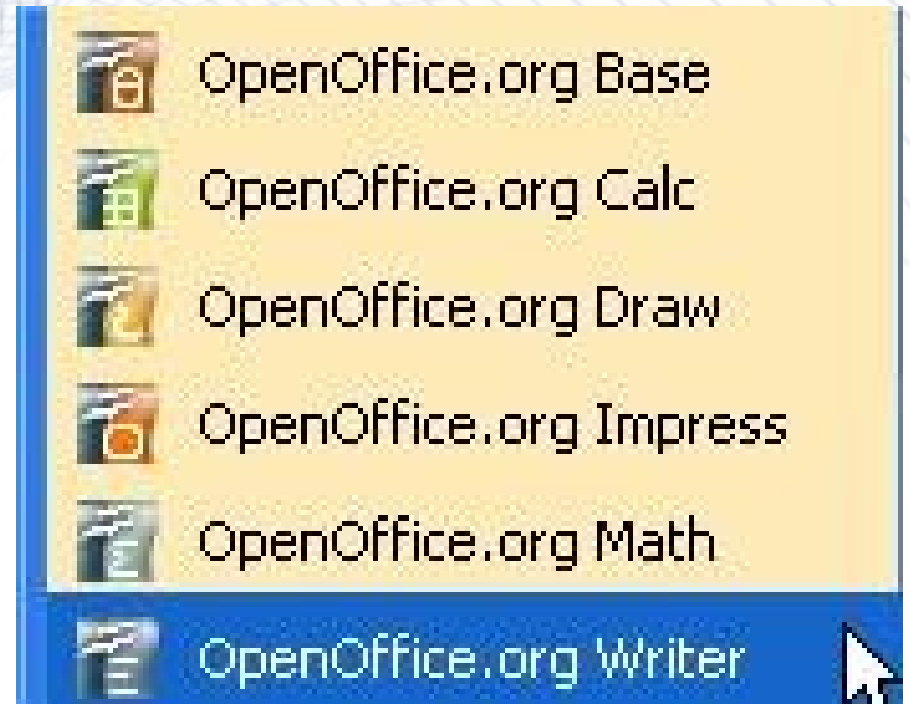 OpenOffice.org Base
OpenOffice.org Calc
OpenOffice.org Draw
OpenOffice.org Impress
OpenOffice.org Math
OpenOffice.org Writer